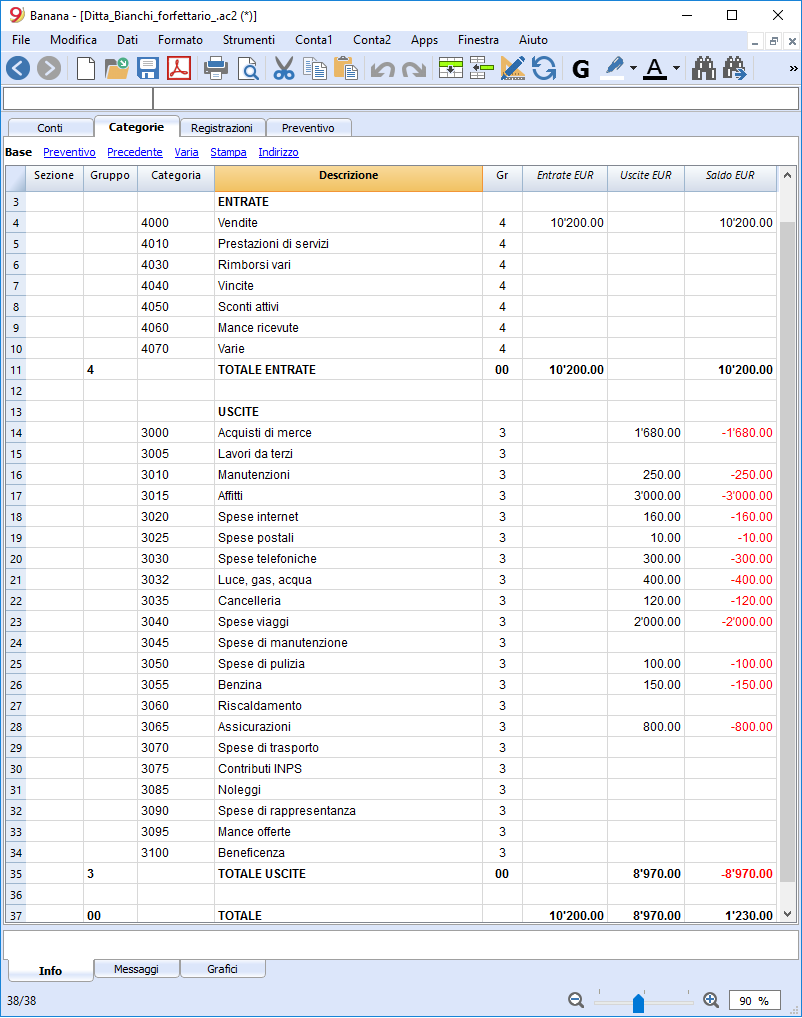 Banana - [Ditta_Bianchi_forfettario_.ac2 (*)]
File Modifica Dati Formato Strumenti Conta1 Conta2 Apps Finestra Aiuto
G A »
Conti Categorie Registrazioni Preventivo
Base Preventivo Precedente Varia Stampa Indirizzo
Sezione Gruppo Categoria Descrizione Gr Entrate EUR Uscite EUR Saldo EUR
3 ENTRATE
4 4000 Vendite 4 10'200.00 10'200.00
5 4010 Prestazioni di servizi 4
6 4030 Rimborsi vari 4
7 4040 Vincite 4
8 4050 Sconti attivi 4
9 4060 Mance ricevute 4
10 4070 Varie 4
11 4 TOTALE ENTRATE 00 10'200.00 10'200.00
12
13 USCITE
14 3000 Acquisti di merce 3 1'680.00 -1'680.00
15 3005 Lavori da terzi 3
16 3010 Manutenzioni 3 250.00 -250.00
17 3015 Affitti 3 3'000.00 -3'000.00
18 3020 Spese internet 3 160.00 -160.00
19 3025 Spese postali 3 10.00 -10.00
20 3030 Spese telefoniche 3 300.00 -300.00
21 3032 Luce, gas, acqua 3 400.00 -400.00
22 3035 Cancelleria 3 120.00 -120.00
23 3040 Spese viaggi 3 2'000.00 -2'000.00
24 3045 Spese di manutenzione 3
25 3050 Spese di pulizia 3 100.00 -100.00
26 3055 Benzina 3 150.00 -150.00
27 3060 Riscaldamento 3
28 3065 Assicurazioni 3 800.00 -800.00
29 3070 Spese di trasporto 3
30 3075 Contributi INPS 3
31 3085 Noleggi 3
32 3090 Spese di rappresentanza 3
33 3095 Mance offerte 3
34 3100 Beneficenza 3
35 3 TOTALE USCITE 00 8'970.00 -8'970.00
36
37 00 TOTALE 10'200.00 8'970.00 1'230.00
Info Messaggi Grafici
38/38 90 %